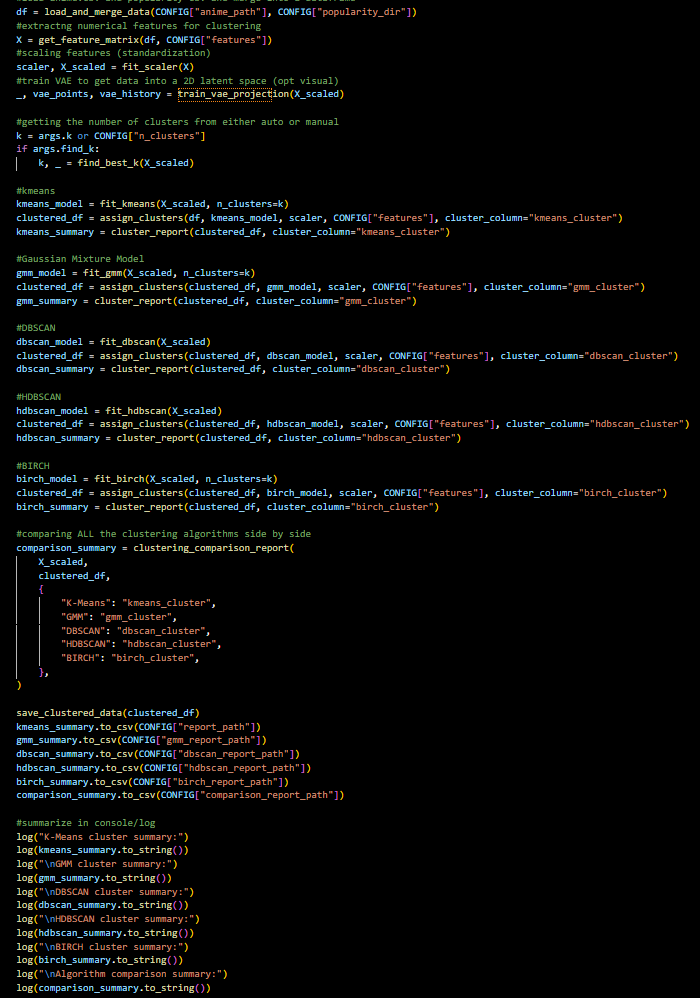 df = load_and_merge_data(CONFIG["anime_path"], CONFIG["popularity_dir"])
#extractng numerical features for clustering
X = get_feature_matrix(df, CONFIG["features"])
#scaling features (standardization)
scaler, X_scaled = fit_scaler(X)
#train VAE to get data into a 2D latent space (opt visual)
_, vae_points, vae_history = train_vae_projection(X_scaled)
#getting the number of clusters from either auto or manual
k = args.k or CONFIG["n_clusters"]
if args.find_k:
k, _ = find_best_k(X_scaled)
#kmeans
kmeans_model = fit_kmeans(X_scaled, n_clusters=k)
clustered_df = assign_clusters(df, kmeans_model, scaler, CONFIG["features"], cluster_column="kmeans_cluster")
kmeans_summary = cluster_report(clustered_df, cluster_column="kmeans_cluster")
#Gaussian Mixture Model
gmm_model = fit_gmm(X_scaled, n_clusters=k)
clustered_df = assign_clusters(clustered_df, gmm_model, scaler, CONFIG["features"], cluster_column="gmm_cluster")
gmm_summary = cluster_report(clustered_df, cluster_column="gmm_cluster")
#DBSCAN
dbscan_model = fit_dbscan(X_scaled)
clustered_df = assign_clusters(clustered_df, dbscan_model, scaler, CONFIG["features"], cluster_column="dbscan_cluster")
dbscan_summary = cluster_report(clustered_df, cluster_column="dbscan_cluster")
#HDBSCAN
hdbscan_model = fit_hdbscan(X_scaled)
clustered_df = assign_clusters(clustered_df, hdbscan_model, scaler, CONFIG["features"], cluster_column="hdbscan_cluster")
hdbscan_summary = cluster_report(clustered_df, cluster_column="hdbscan_cluster")
#BIRCH
birch_model = fit_birch(X_scaled, n_clusters=k)
clustered_df = assign_clusters(clustered_df, birch_model, scaler, CONFIG["features"], cluster_column="birch_cluster")
birch_summary = cluster_report(clustered_df, cluster_column="birch_cluster")
#comparing ALL the clustering algorithms side by side
comparison_summary = clustering_comparison_report(
X_scaled,
clustered_df,
{
"K-Means": "kmeans_cluster",
"GMM": "gmm_cluster",
"DBSCAN": "dbscan_cluster",
"HDBSCAN": "hdbscan_cluster",
"BIRCH": "birch_cluster",
},
)
save_clustered_data(clustered_df)
kmeans_summary.to_csv(CONFIG["report_path"])
gmm_summary.to_csv(CONFIG["gmm_report_path"])
dbscan_summary.to_csv(CONFIG["dbscan_report_path"])
hdbscan_summary.to_csv(CONFIG["hdbscan_report_path"])
birch_summary.to_csv(CONFIG["birch_report_path"])
comparison_summary.to_csv(CONFIG["comparison_report_path"])
#summarize in console/log
log("K-Means cluster summary:")
log(kmeans_summary.to_string())
log("\nGMM cluster summary:")
log(gmm_summary.to_string())
log("\nDBSCAN cluster summary:")
log(dbscan_summary.to_string())
log("\nHDBSCAN cluster summary:")
log(hdbscan_summary.to_string())
log("\nBIRCH cluster summary:")
log(birch_summary.to_string())
log("\nAlgorithm comparison summary:")
log(comparison_summary.to_string())